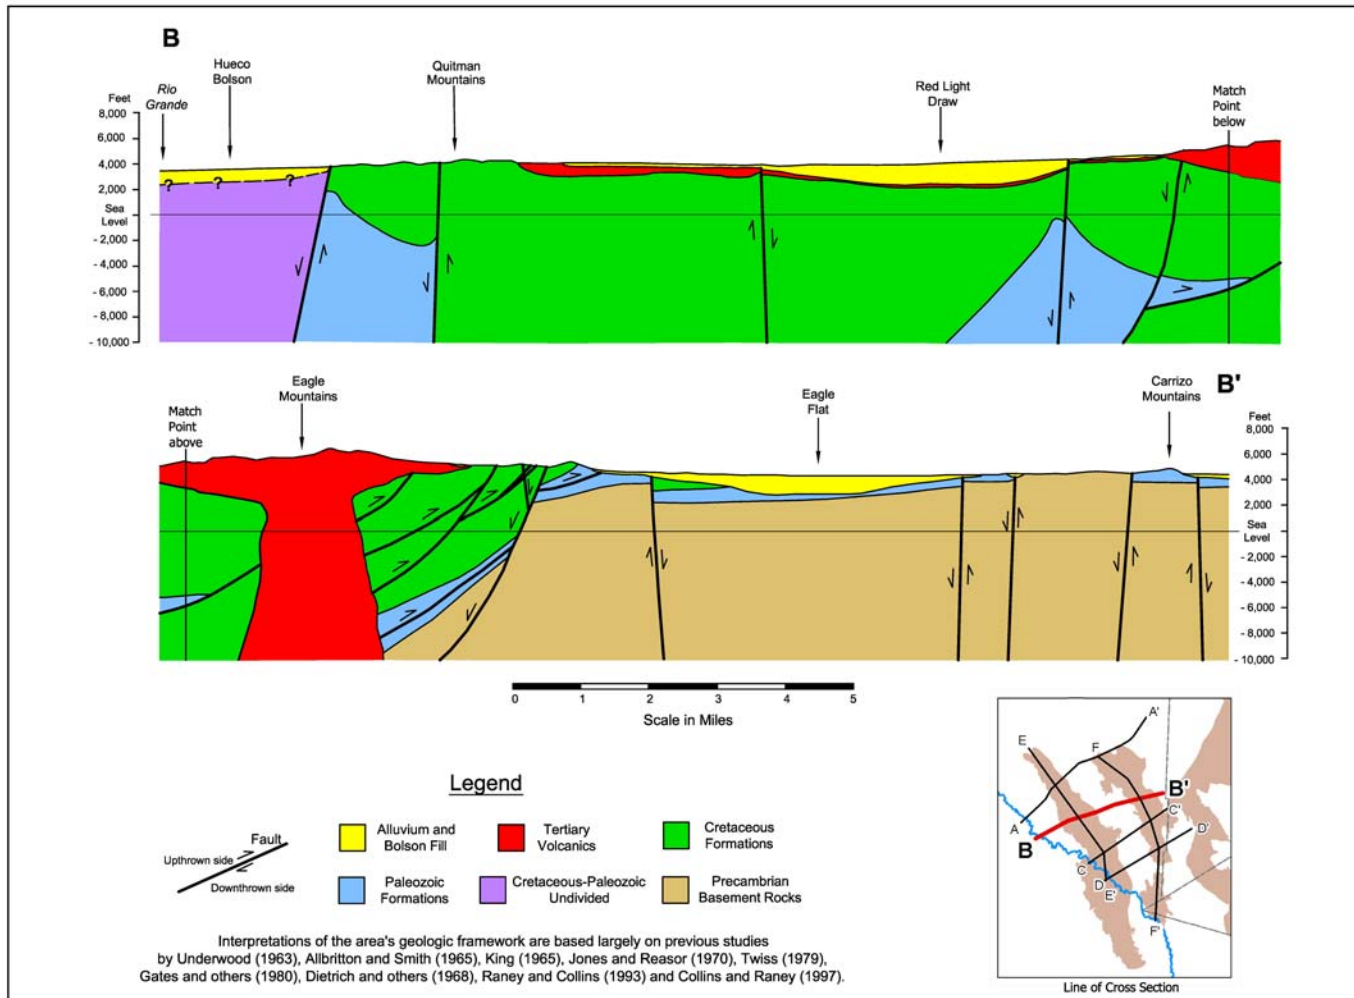 B
Hueco
Bolson
Quitman
Mountains
Rio
Grande
Red Light
Draw
Match
Point
below
Feet
8,000
6,000
4,000
2,000
Sea
Level
- 2,000
- 4,000
- 6,000
- 8,000
- 10,000
? ? ?
Eagle
Mountains
Match
Point
above
Eagle
Flat
Carrizo
Mountains
B'
Feet
8,000
6,000
4,000
2,000
Sea
Level
- 2,000
- 4,000
- 6,000
- 8,000
- 10,000
0 1 2 3 4 5
Scale in Miles
Legend
Fault
Upthrown side
Downthrown side
Alluvium and
Bolson Fill
Tertiary
Volcanics
Cretaceous
Formations
Paleozoic
Formations
Cretaceous-Paleozoic
Undivided
Precambrian
Basement Rocks
Interpretations of the area's geologic framework are based largely on previous studies
by Underwood (1963), Allbritton and Smith (1965), King (1965), Jones and Reasor (1970), Twiss (1979),
Gates and others (1980), Dietrich and others (1968), Raney and Collins (1993) and Collins and Raney (1997).
A'
E
F
B'
C'
A
D'
B
C
D
E'
F'
Line of Cross Section